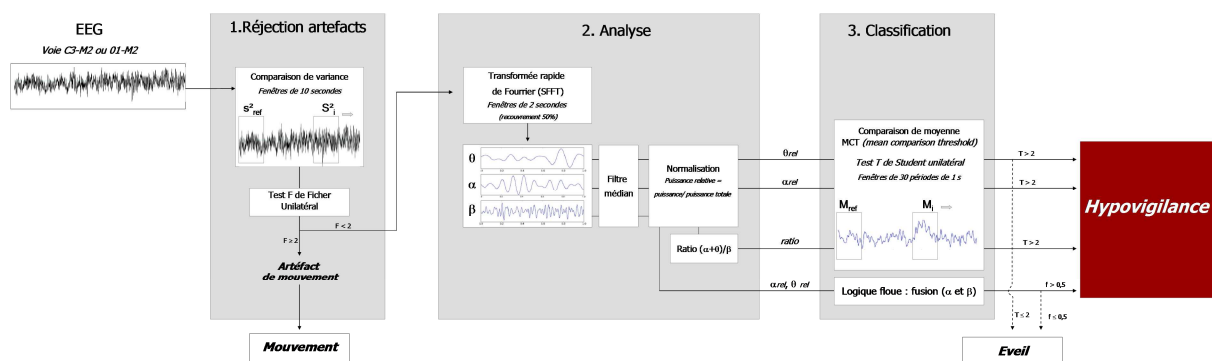 EEG
Voie C3-M2 ou 01-M2
1.Réjection artefacts
Comparaison de variance
Fenêtres de 10 secondes
s²ref
S²i
Test F de Ficher
Unilatéral
F < 2
F ≥ 2
Artéfact
de mouvement
Mouvement
2. Analyse
Transformée rapide
de Fourrier (SFFT)
Fenêtres de 2 secondes
(recouvrement 50%)
θ
α
β
Filtre
médian
Normalisation
Puissance relative =
puissance/ puissance totale
Ratio (α+θ)/β
θrel
αrel
ratio
αrel, θ rel
3. Classification
Comparaison de moyenne
MCT (mean comparison threshold)
Test T de Student unilatéral
Fenêtres de 30 périodes de 1 s
Mref
Mi
Logique floue : fusion (α et β)
T > 2
T > 2
T > 2
f > 0,5
T ≤ 2
f ≤ 0,5
Hypovigilance
Eveil